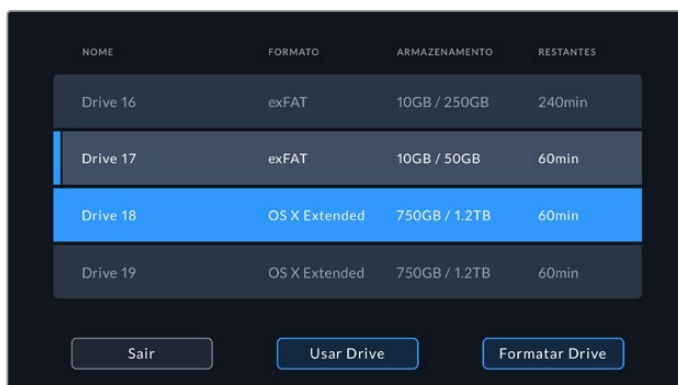 NOME FORMATO ARMAZENAMENTO RESTANTES
Drive 16 exFAT 10GB / 250GB 240min
Drive 17 exFAT 10GB / 50GB 60min
Drive 18 OS X Extended 750GB / 1.2TB 60min
Drive 19 OS X Extended 750GB / 1.2TB 60min
Sair Usar Drive Formatar Drive